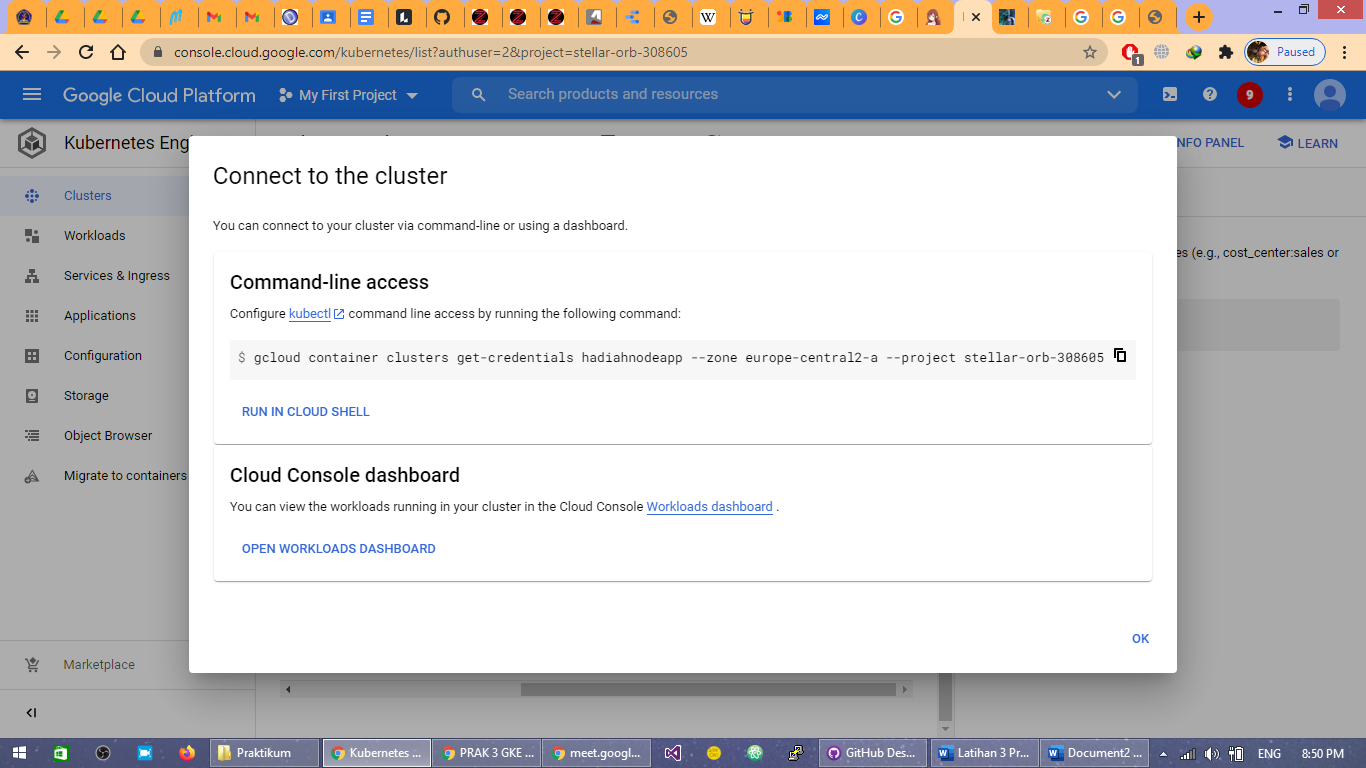 console.cloud.google.com/kubernetes/list?authuser=2&project=stellar-orb-308605
1
Paused
Google Cloud Platform
My First Project
Search products and resources
9
Kubernetes Eng
NFO PANEL
LEARN
Connect to the cluster
Clusters
You can connect to your cluster via command-line or using a dashboard.
Workloads
es (e.g., cost_center:sales or
Services & Ingress
Command-line access
Configure kubectl command line access by running the following command:
Applications
$ gcloud container clusters get-credentials hadiahnodeapp --zone europe-central2-a --project stellar-orb-308605
Configuration
Storage
RUN IN CLOUD SHELL
Object Browser
Migrate to containers
Cloud Console dashboard
You can view the workloads running in your cluster in the Cloud Console Workloads dashboard .
OPEN WORKLOADS DASHBOARD
OK
Marketplace
Praktikum
Kubernetes ...
PRAK 3 GKE ...
meet.googl...
GitHub Des...
Latihan 3 Pr...
Document2 ...
ENG
8:50 PM